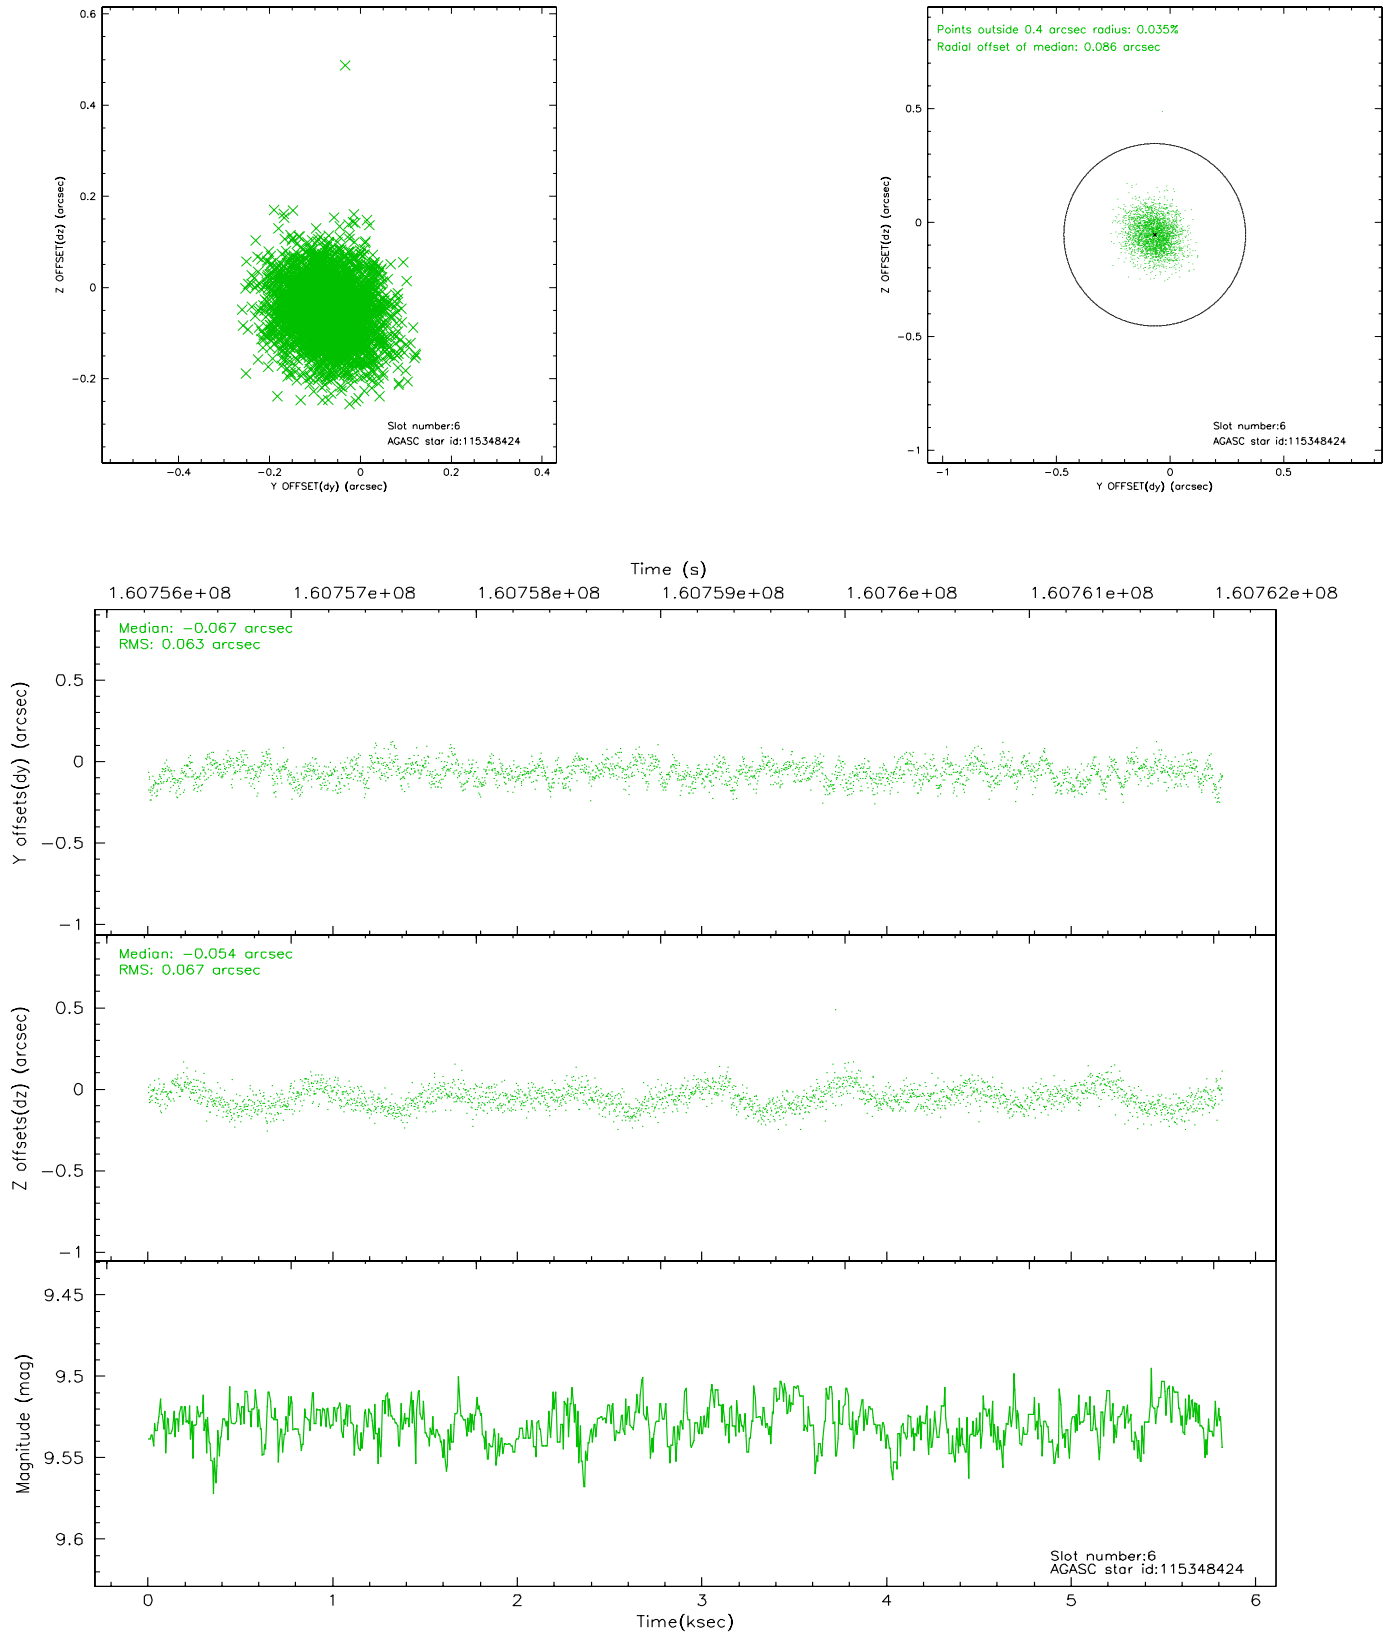 0.6
0.4
0.2
0
−0.2
Z OFFSET(dz) (arcsec)
Slot number:6
AGASC star id:115348424
−0.4
−0.2
0
0.2
0.4
Y OFFSET(dy) (arcsec)
Points outside 0.4 arcsec radius: 0.035%
Radial offset of median: 0.086 arcsec
0.5
0
−0.5
−1
Z OFFSET(dz) (arcsec)
Slot number:6
AGASC star id:115348424
−1
−0.5
0
0.5
Y OFFSET(dy) (arcsec)
Time (s)
1.60756e+08
1.60757e+08
1.60758e+08
1.60759e+08
1.6076e+08
1.60761e+08
1.60762e+08
Median: −0.067 arcsec
RMS: 0.063 arcsec
0.5
0
−0.5
−1
Y offsets(dy) (arcsec)
Median: −0.054 arcsec
RMS: 0.067 arcsec
0.5
0
−0.5
−1
Z offsets(dz) (arcsec)
9.45
9.5
9.55
9.6
Magnitude (mag)
Slot number:6
AGASC star id:115348424
0
1
2
3
4
5
6
Time(ksec)